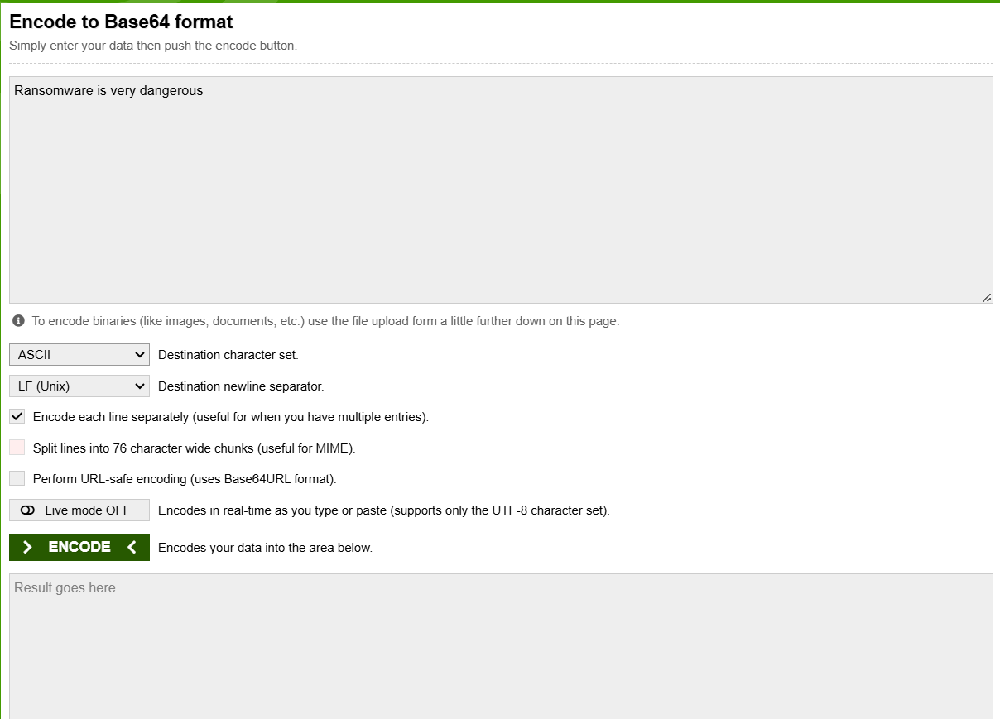 Encode to Base64 format
Simply enter your data then push the encode button.
Ransomware is very dangerous
To encode binaries (like images, documents, etc.) use the file upload form a little further down on this page.
ASCII Destination character set.
LF (Unix) Destination newline separator.
Encode each line separately (useful for when you have multiple entries).
Split lines into 76 character wide chunks (useful for MIME).
Perform URL-safe encoding (uses Base64URL format).
Live mode OFF Encodes in real-time as you type or paste (supports only the UTF-8 character set).
> ENCODE < Encodes your data into the area below.
Result goes here...